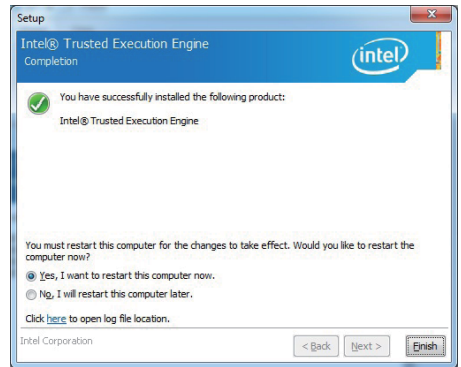 Setup
Intel® Trusted Execution Engine
Completion
intel
You have successfully installed the following product:
Intel® Trusted Execution Engine
You must restart this computer for the changes to take effect. Would you like to restart the
computer now?
Yes, I want to restart this computer now.
No, I will restart this computer later.
Click here to open log file location.
Intel Corporation
< Back
Next >
Finish